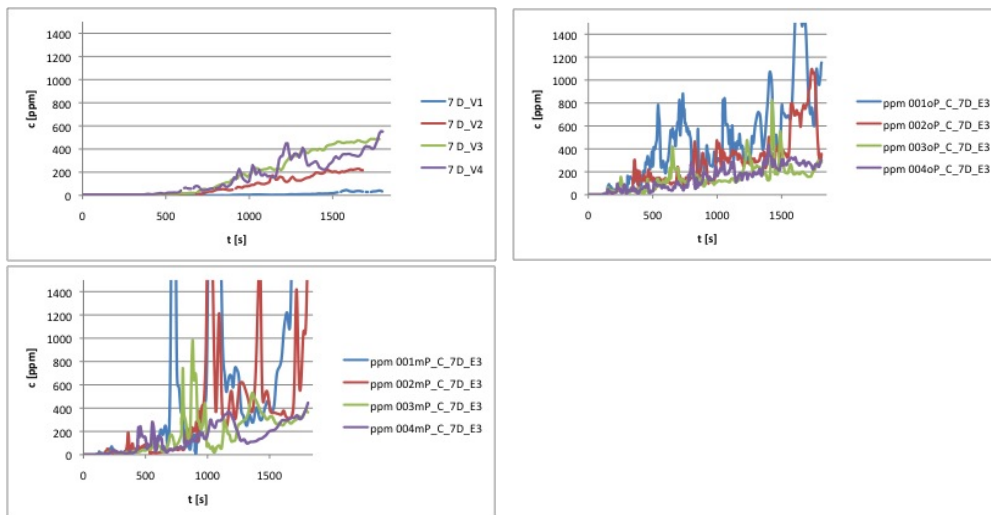 1400
1200
1000
800
600
400
200
0
c [ppm]
0 500 1000 1500
t [s]
7 D_V1
7 D_V2
7 D_V3
7 D_V4
1400
1200
1000
800
600
400
200
0
c [ppm]
0 500 1000 1500
t [s]
ppm 001oP_C_7D_E3
ppm 002oP_C_7D_E3
ppm 003oP_C_7D_E3
ppm 004oP_C_7D_E3
1400
1200
1000
800
600
400
200
0
c [ppm]
0 500 1000 1500
t [s]
ppm 001mP_C_7D_E3
ppm 002mP_C_7D_E3
ppm 003mP_C_7D_E3
ppm 004mP_C_7D_E3